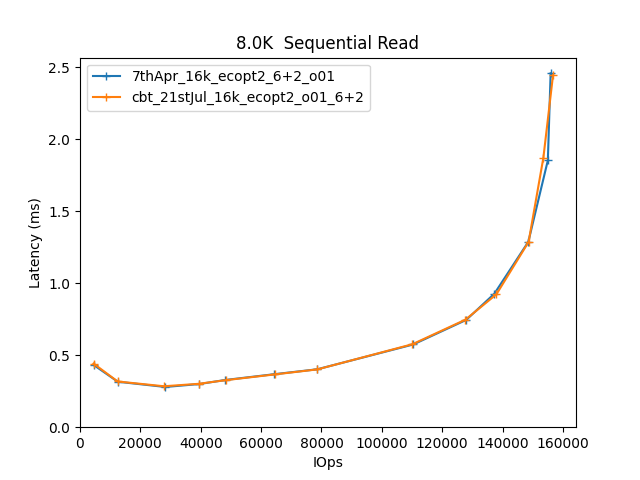 8.0K  Sequential Read
7thApr_16k_ecopt2_6+2_o01
cbt_21stJul_16k_ecopt2_o01_6+2
Latency (ms)
2.5
2.0
1.5
1.0
0.5
0.0
0 20000 40000 60000 80000 100000 120000 140000 160000
IOps